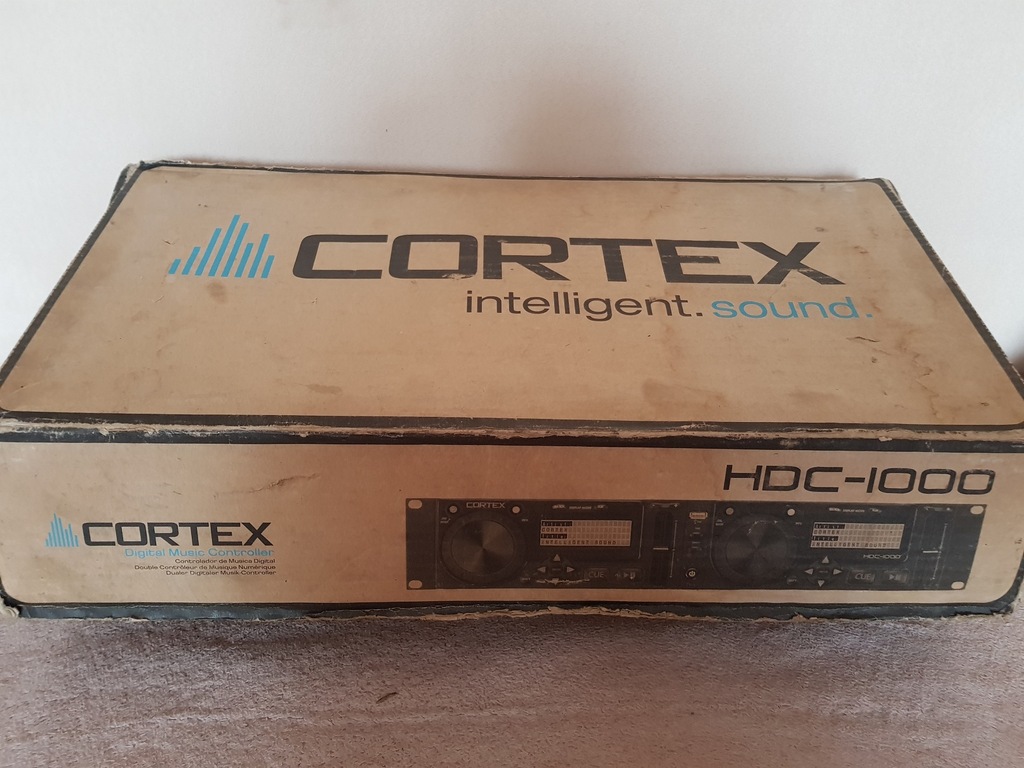 CORTEX
intelligent. sound.
HDC-1000
CORTEX
Digital Music Controller
Controlador de Musica Digital
Double Contrôleur de Musique Numérique
Dualer Digitaler Musik-Controller
CORTEX
CUE
HDC-1000
CUE